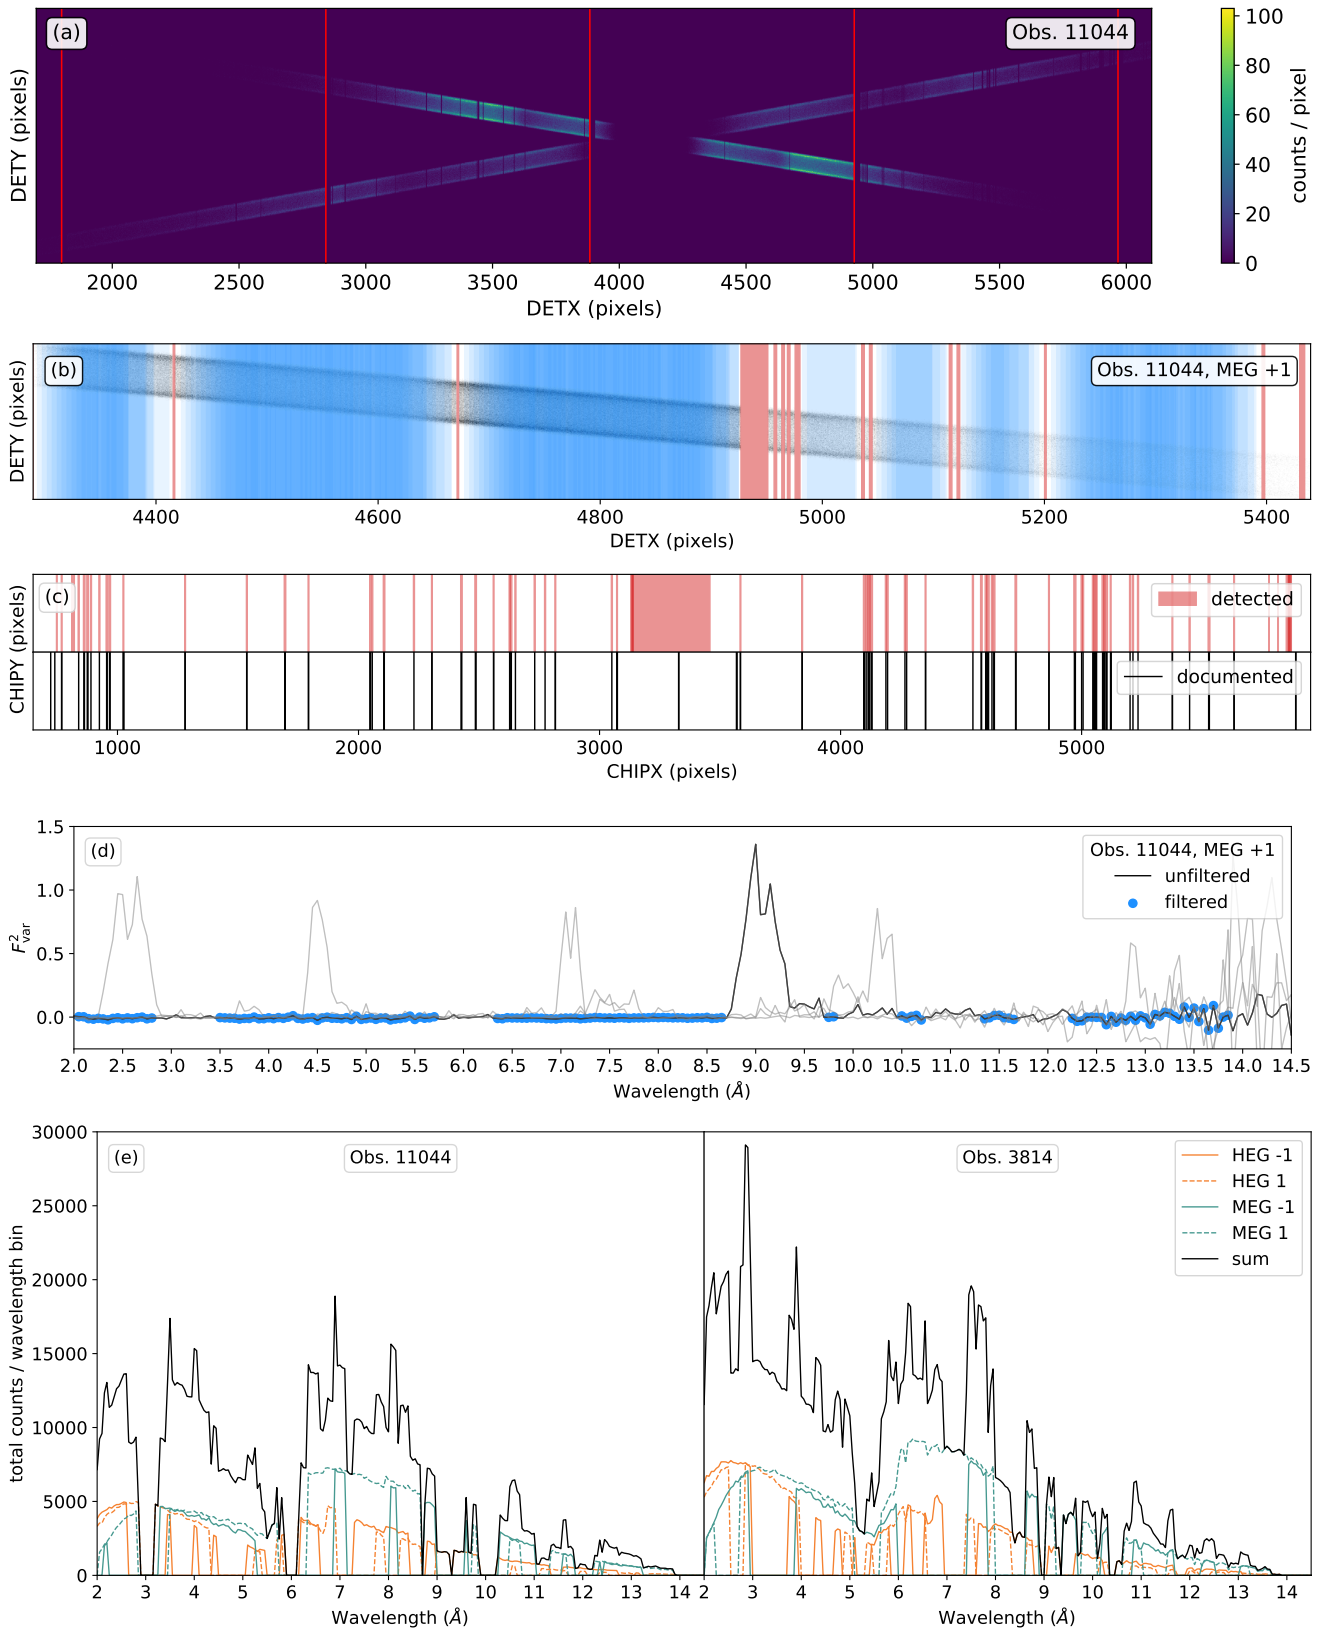 (a)
Obs. 11044
DETY (pixels)
2000 2500 3000 3500 4000 4500 5000 5500 6000
DETX (pixels)
100
80
60
40
20
0
counts / pixel
(b)
Obs. 11044, MEG +1
DETY (pixels)
4400 4600 4800 5000 5200 5400
DETX (pixels)
(c)
detected
documented
CHIPY (pixels)
1000 2000 3000 4000 5000
CHIPX (pixels)
(d)
Obs. 11044, MEG +1
unfiltered
filtered
1.5
1.0
0.5
0.0
F²var
2.0 2.5 3.0 3.5 4.0 4.5 5.0 5.5 6.0 6.5 7.0 7.5 8.0 8.5 9.0 9.5 10.0 10.5 11.0 11.5 12.0 12.5 13.0 13.5 14.0 14.5
Wavelength (Å)
(e)
Obs. 11044
Obs. 3814
HEG -1
HEG 1
MEG -1
MEG 1
sum
30000
25000
20000
15000
10000
5000
0
total counts / wavelength bin
2 3 4 5 6 7 8 9 10 11 12 13 14
2 3 4 5 6 7 8 9 10 11 12 13 14
Wavelength (Å)
Wavelength (Å)